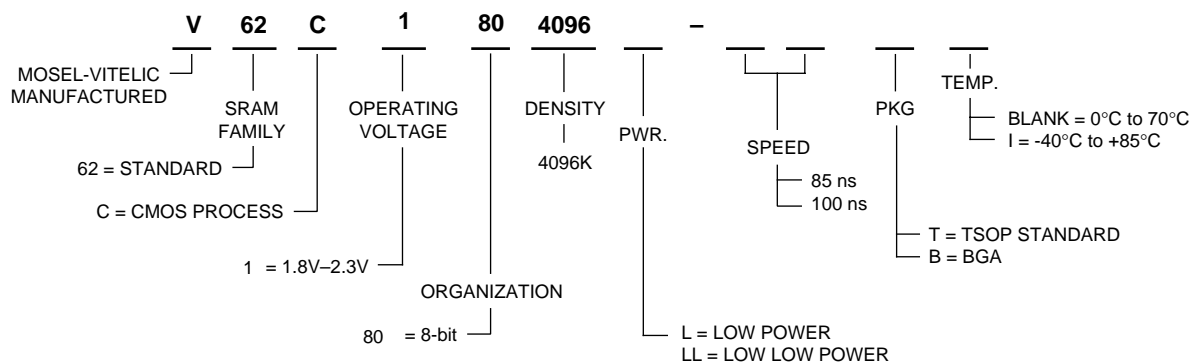 V 62 C 1 80 4096 –
MOSEL-VITELIC
MANUFACTURED
SRAM
FAMILY
62 = STANDARD
C = CMOS PROCESS
OPERATING
VOLTAGE
1 = 1.8V–2.3V
ORGANIZATION
80 = 8-bit
DENSITY
4096K
PWR.
L = LOW POWER
LL = LOW LOW POWER
SPEED
85 ns
100 ns
PKG
T = TSOP STANDARD
B = BGA
TEMP.
BLANK = 0°C to 70°C
I = -40°C to +85°C